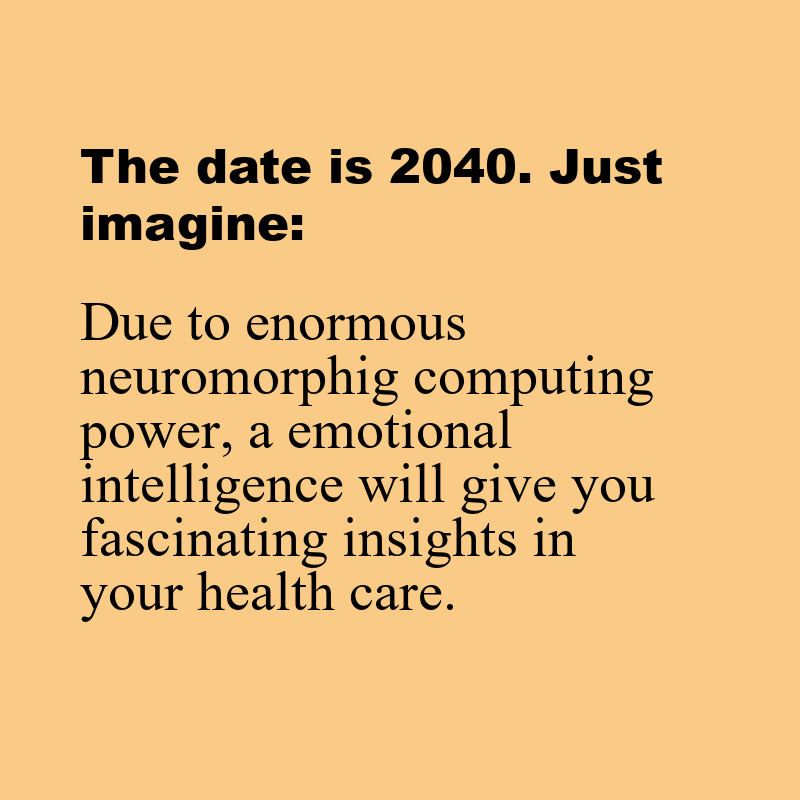 The date is 2040. Just
imagine:
Due to enormous
neuromorphig computing
power, a emotional
intelligence will give you
fascinating insights in
your health care.